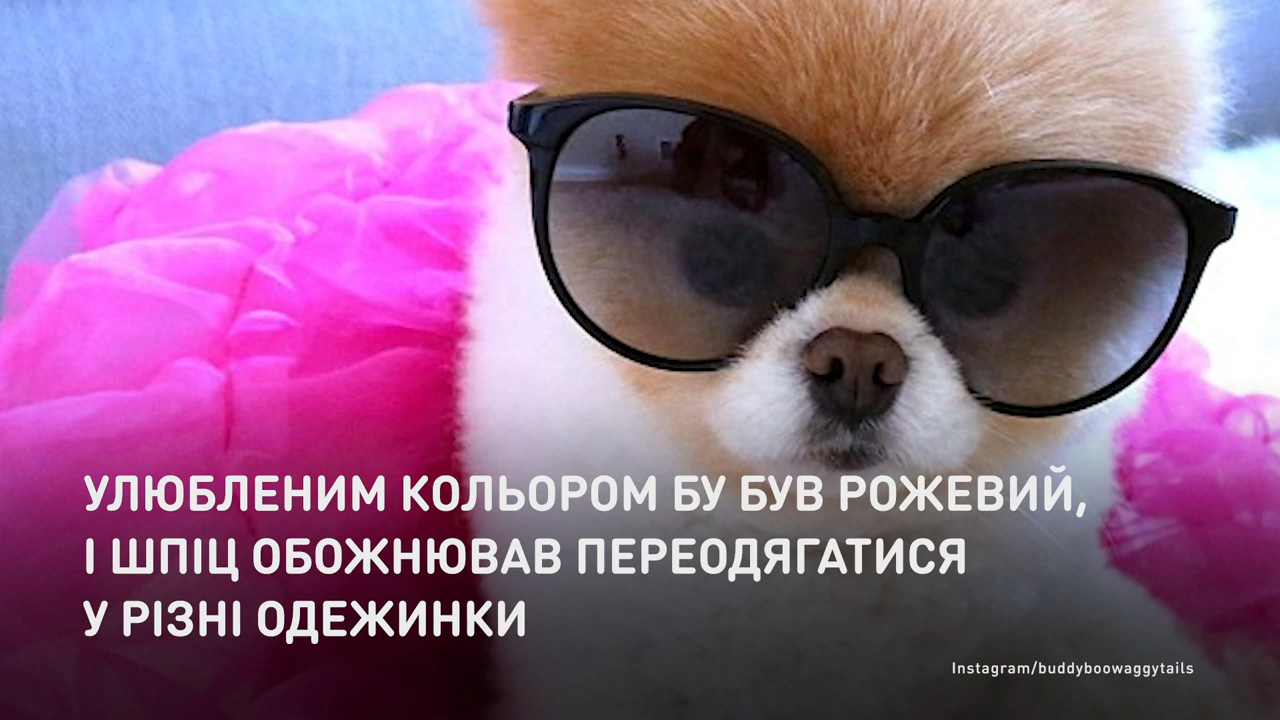 УЛЮБЛЕНИМ КОЛЬОРОМ БУ БУВ РОЖЕВИЙ,
І ШПІЦ ОБОЖНЮВАВ ПЕРЕОДЯГАТИСЯ
У РІЗНІ ОДЕЖИНКИ
Instagram/buddyboowaggytails